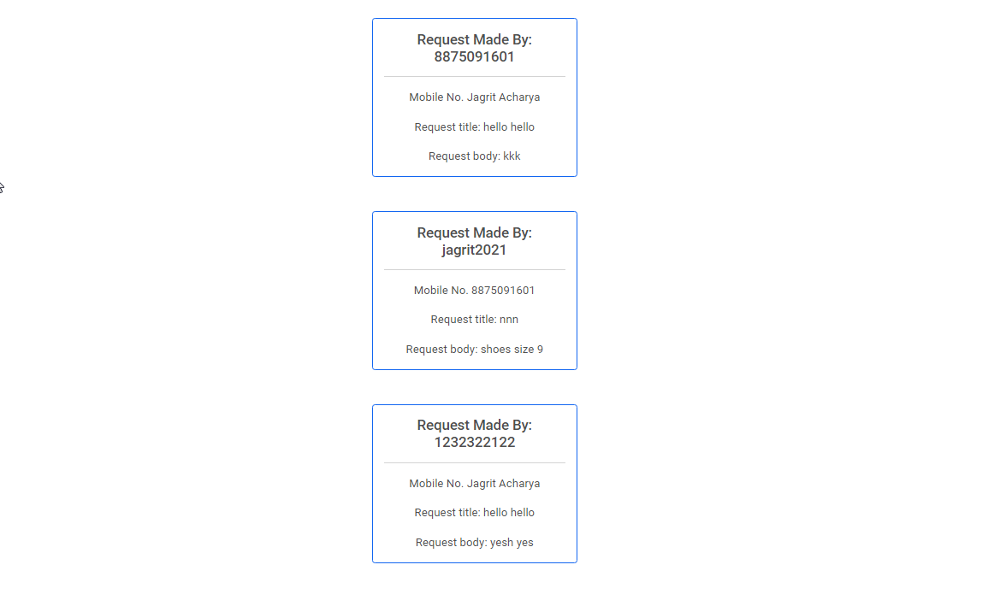 Request Made By:
8875091601
Mobile No. Jagrit Acharya
Request title: hello hello
Request body: kkk
Request Made By:
jagrit2021
Mobile No. 8875091601
Request title: nnn
Request body: shoes size 9
Request Made By:
1232322122
Mobile No. Jagrit Acharya
Request title: hello hello
Request body: yesh yes